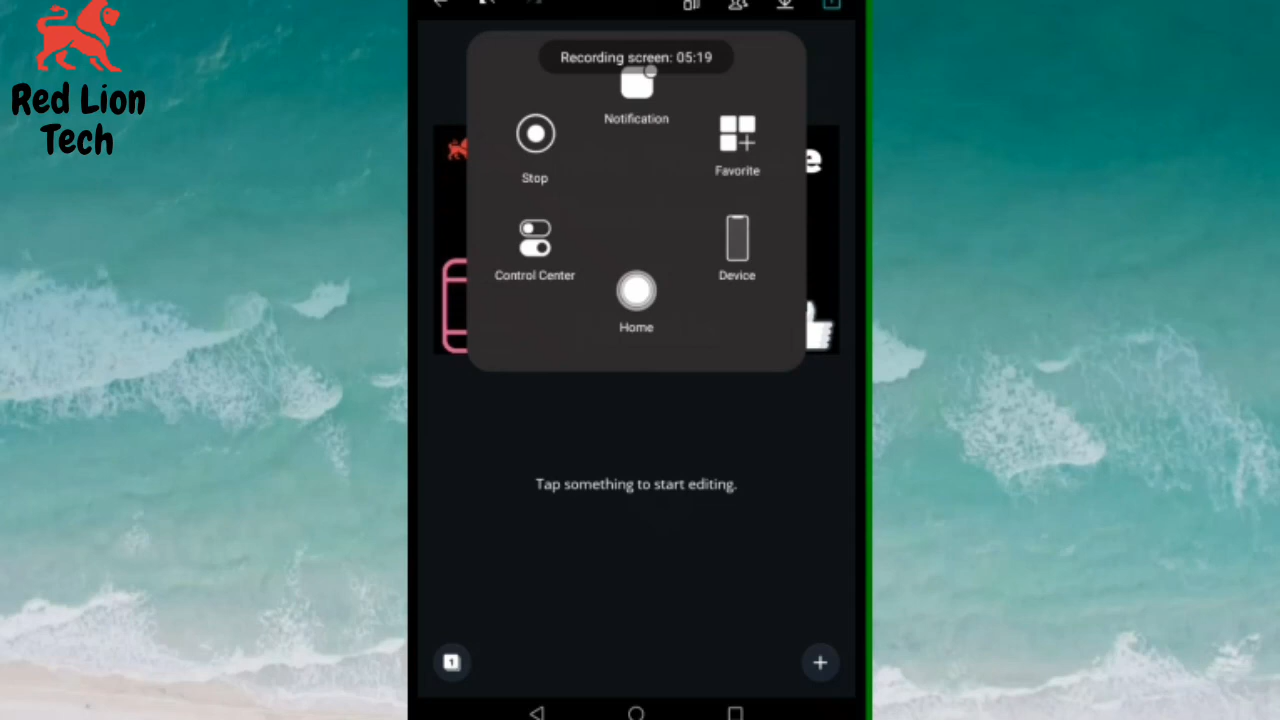 Red Lion
Tech
Recording screen: 05:19
Notification
Stop
Favorite
e
Control Center
Device
Home
Tap something to start editing.
1